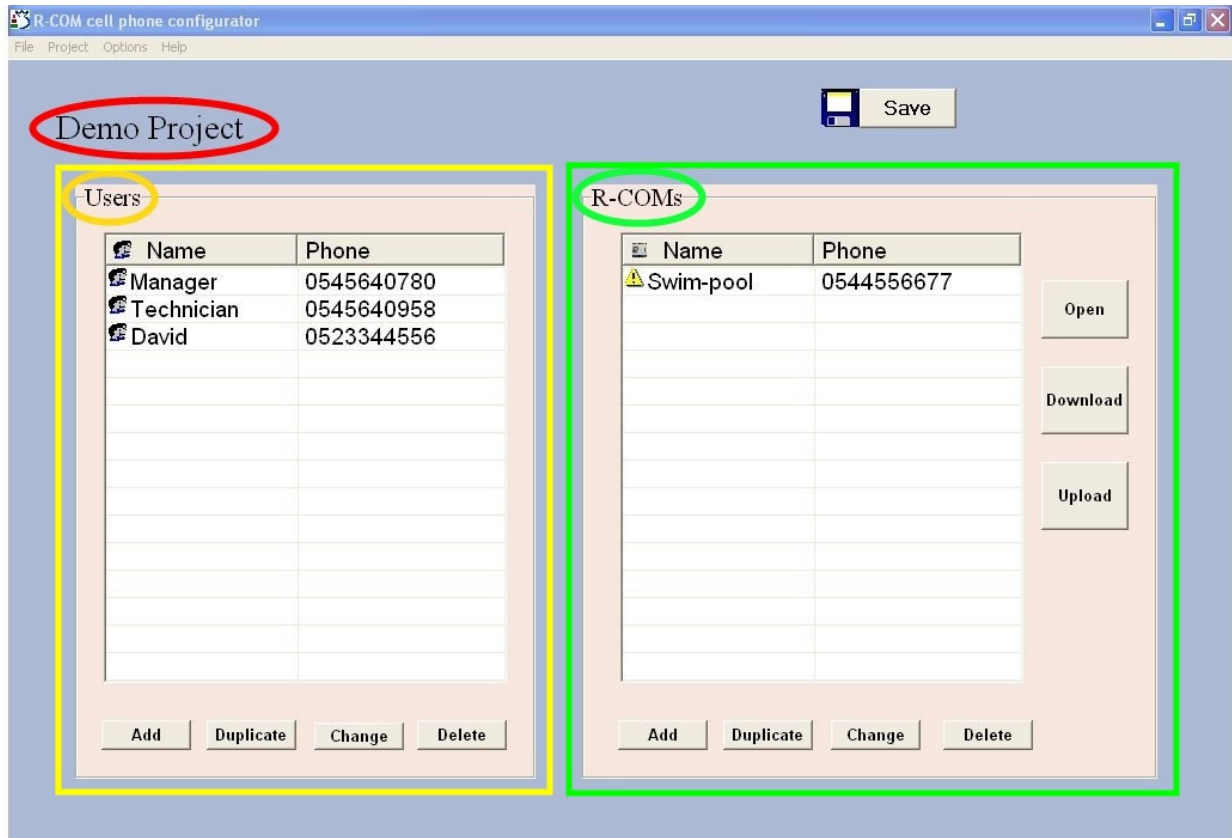 R-COM cell phone configurator
File Project Options Help
Demo Project
Save
Users
Name Phone
Manager 0545640780
Technician 0545640958
David 0523344556
Add Duplicate Change Delete
R-COMs
Name Phone
Swim-pool 0544556677
Open
Download
Upload
Add Duplicate Change Delete